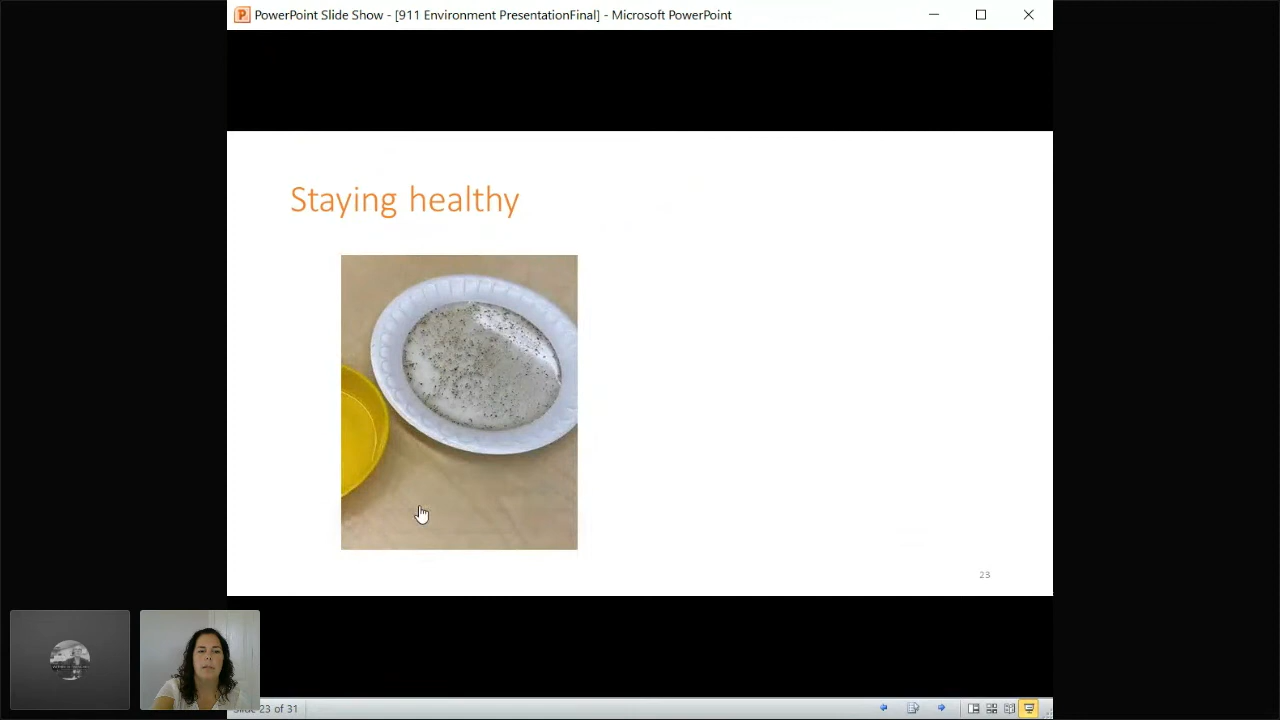 PowerPoint Slide Show - [911 Environment PresentationFinal] - Microsoft PowerPoint
Staying healthy
23
Slide 23 of 31